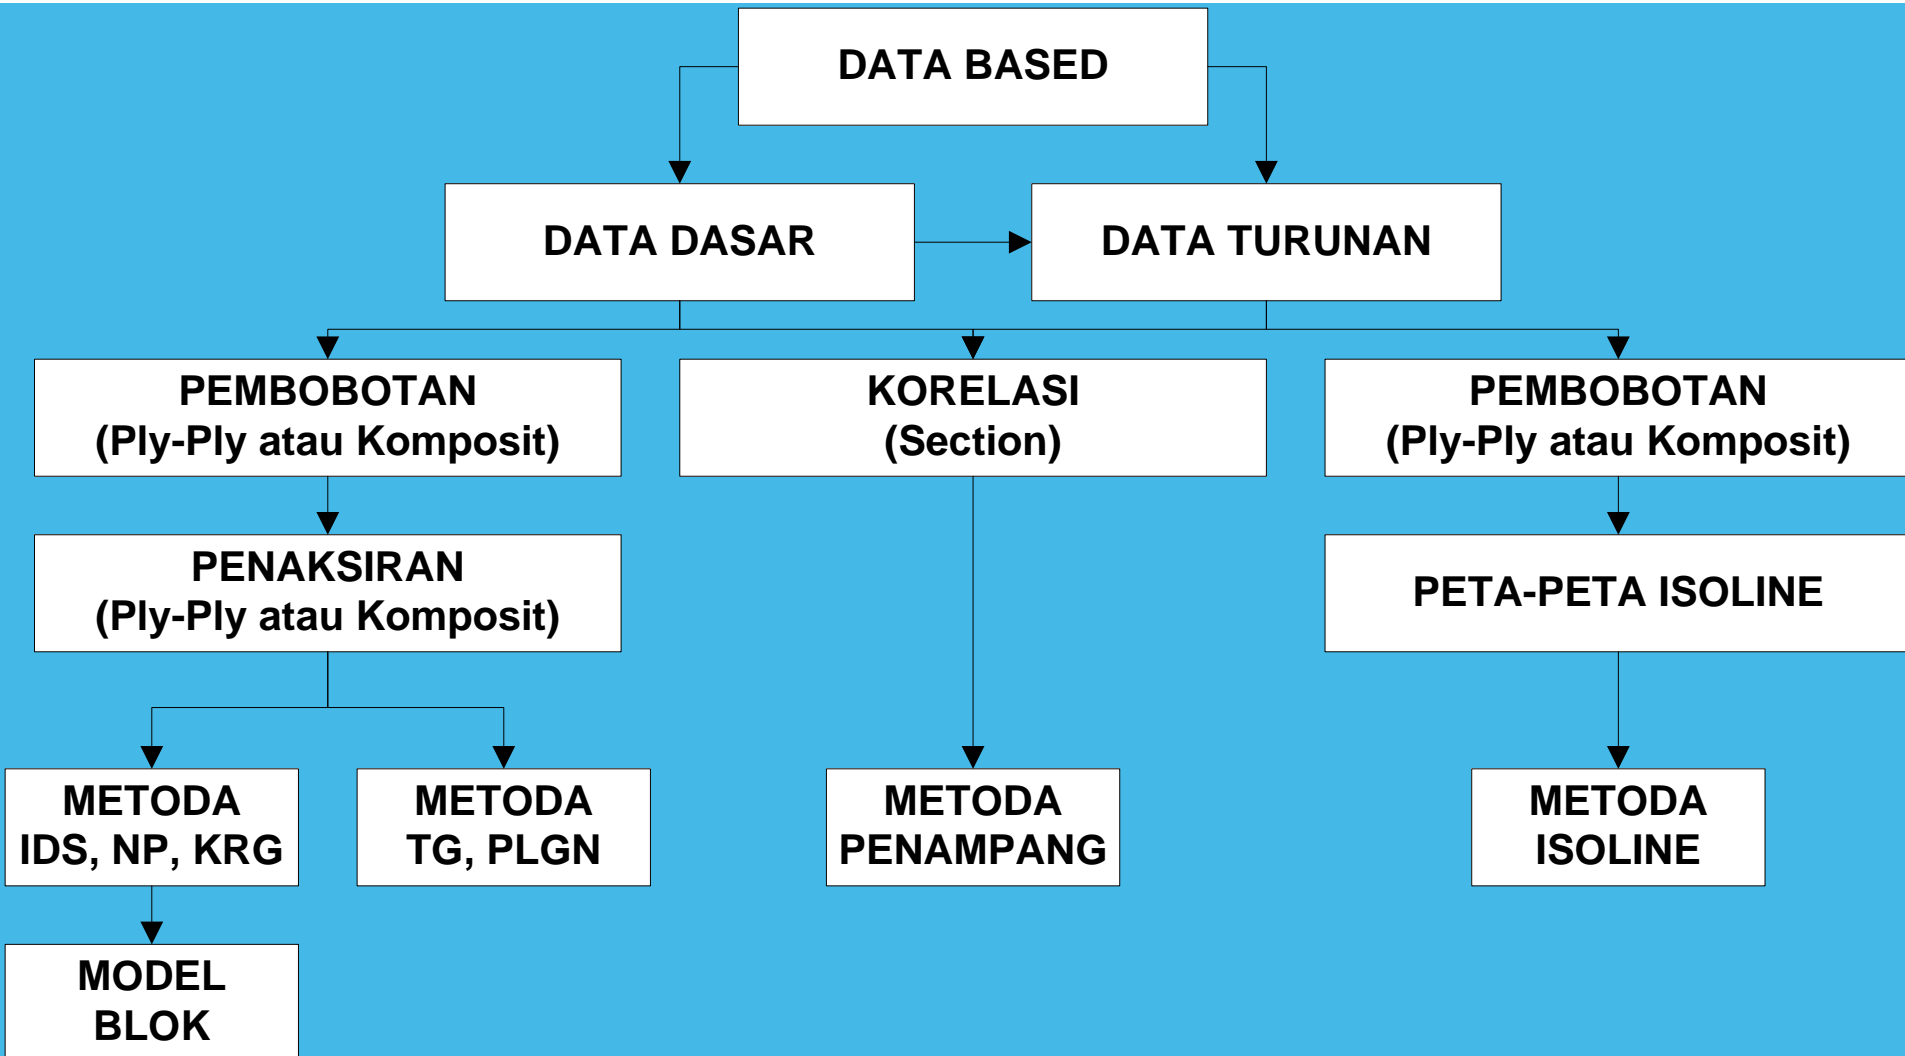 DATA BASED
DATA DASAR
DATA TURUNAN
PEMBOBOTAN
(Ply-Ply atau Komposit)
KORELASI
(Section)
PEMBOBOTAN
(Ply-Ply atau Komposit)
PENAKSIRAN
(Ply-Ply atau Komposit)
PETA-PETA ISOLINE
METODA
IDS, NP, KRG
METODA
TG, PLGN
METODA
PENAMPANG
METODA
ISOLINE
MODEL
BLOK